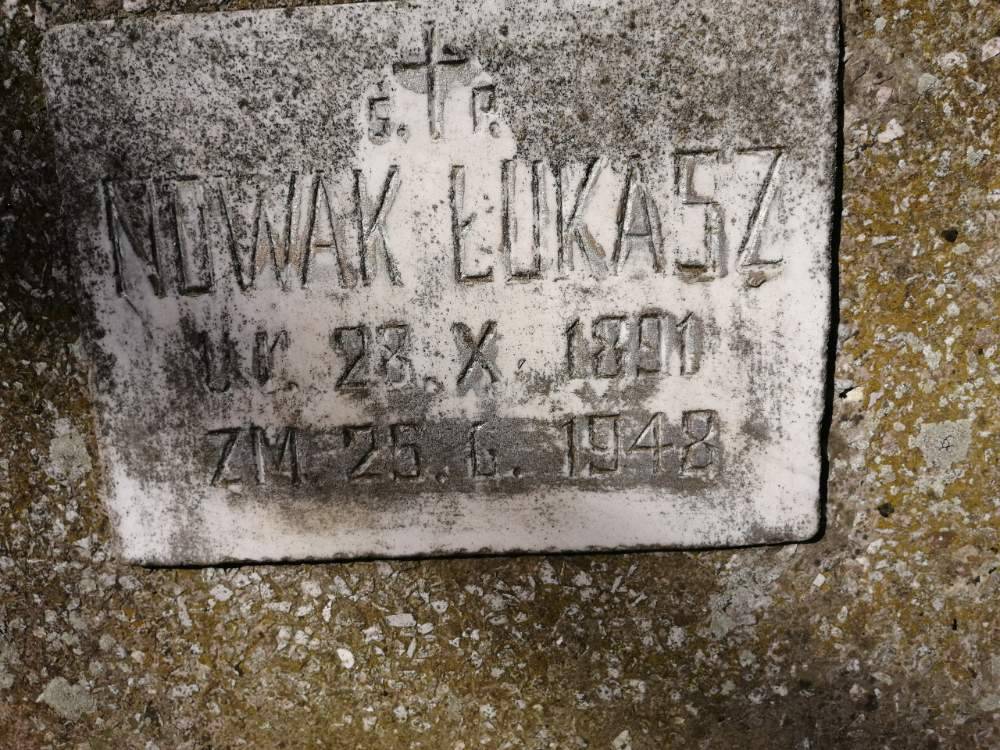 ś. p.
NOWAK ŁUKASZ
ur. 28. X. 1891
ZM. 25. I. 1948